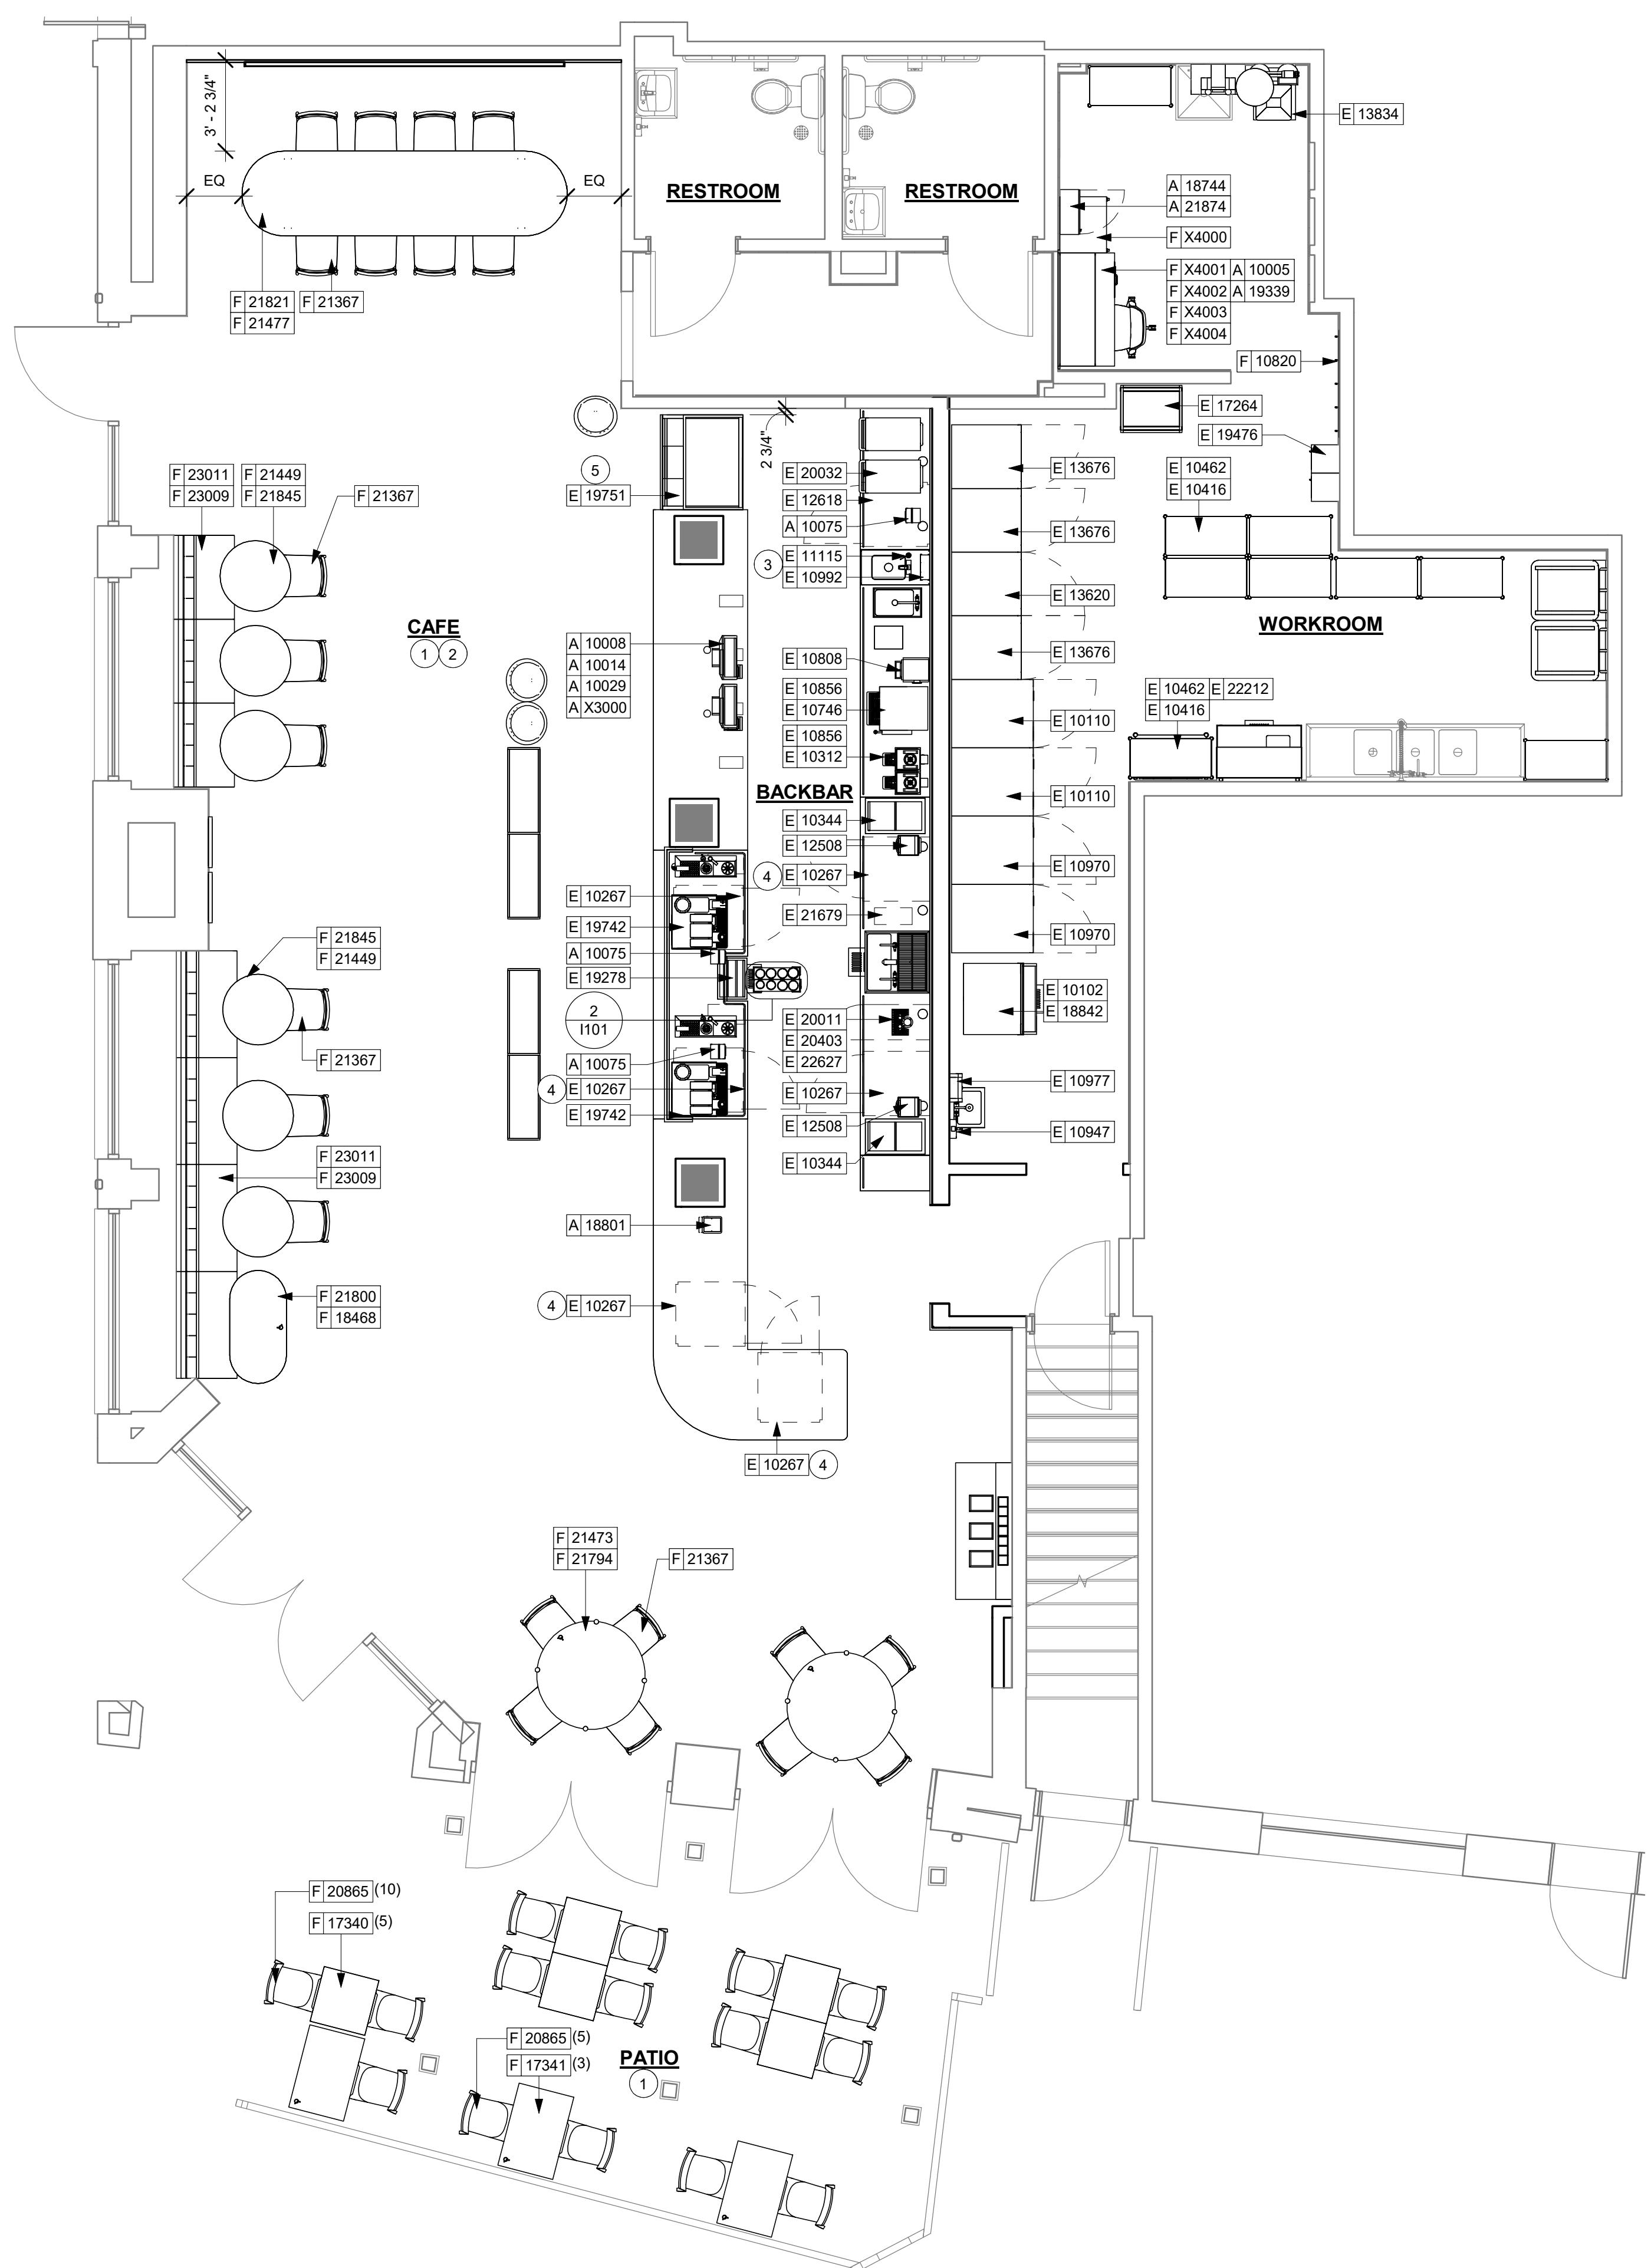 3' - 2 3/4"
EQ
EQ
RESTROOM
RESTROOM
E 13834
A 18744
A 21874
F X4000
F X4001 A 10005
F X4002 A 19339
F X4003
F X4004
F 21821
F 21477
F 21367
F 10820
E 17264
E 19476
2 3/4"
F 23011
F 23009
F 21449
F 21845
F 21367
5
E 19751
E 20032
E 12618
A 10075
3
E 11115
E 10992
E 13676
E 13676
E 13620
E 13676
E 10110
E 10110
E 10970
E 10970
E 10462
E 10416
CAFE
1
2
WORKROOM
A 10008
A 10014
A 10029
A X3000
E 10808
E 10856
E 10746
E 10856
E 10312
E 10462 E 22212
E 10416
BACKBAR
E 10344
E 12508
4
E 10267
E 21679
E 10267
E 19742
A 10075
E 19278
2
I101
A 10075
4
E 10267
E 19742
F 21845
F 21449
F 21367
E 20011
E 20403
E 22627
E 10267
E 12508
E 10344
E 10102
E 18842
E 10977
E 10947
F 23011
F 23009
A 18801
F 21800
F 18468
4
E 10267
E 10267
4
F 21473
F 21794
F 21367
F 20865 (10)
F 17340 (5)
F 20865 (5)
F 17341 (3)
PATIO
1